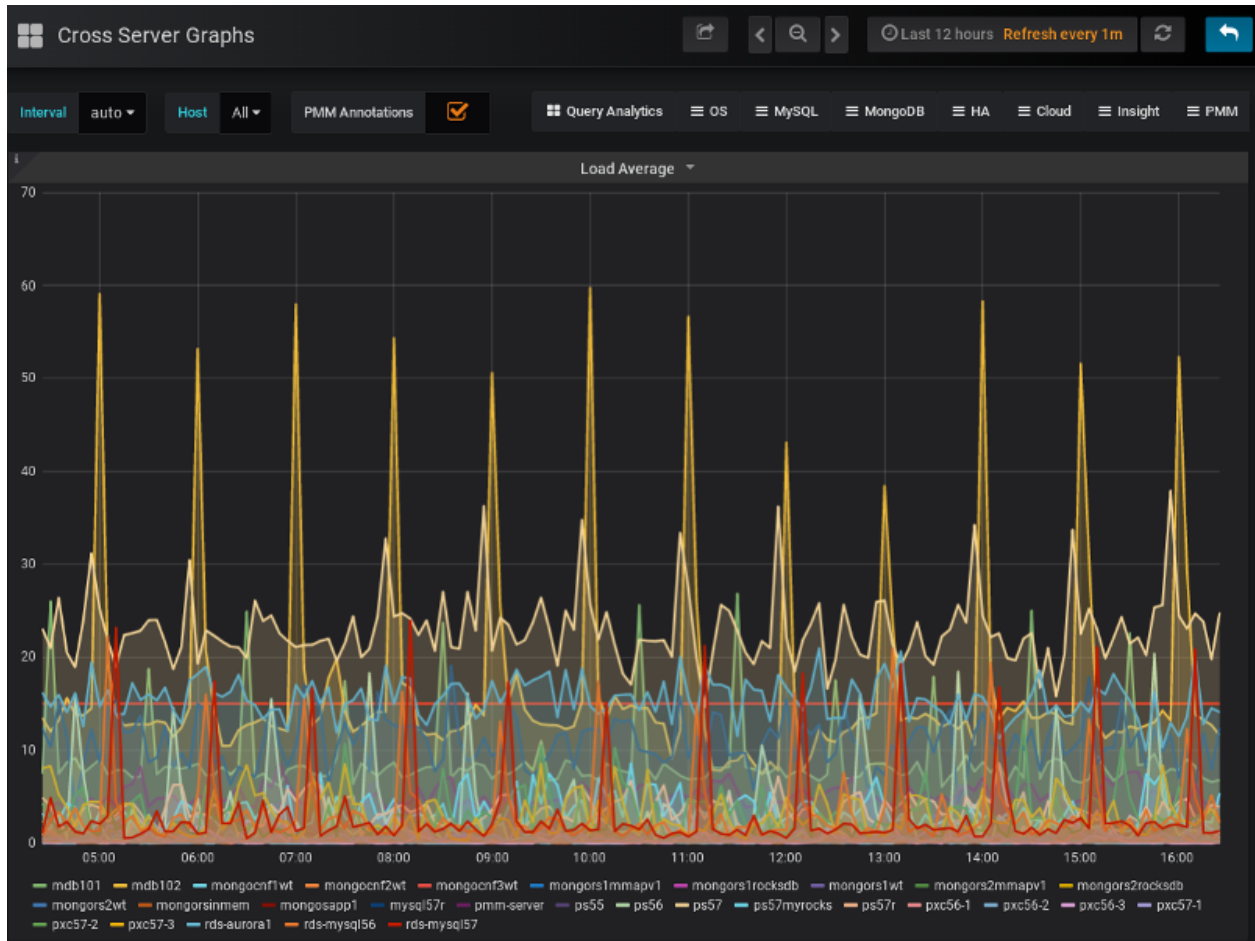 Cross Server Graphs
Last 12 hours Refresh every 1m
Interval auto Host All PMM Annotations Query Analytics OS MySQL MongoDB HA Cloud Insight PMM
i
Load Average
70
60
50
40
30
20
10
0
05:00 06:00 07:00 08:00 09:00 10:00 11:00 12:00 13:00 14:00 15:00 16:00
mdb101 mdb102 mongocnf1wt mongocnf2wt mongocnf3wt mongors1mmapv1 mongors1rocksdb mongors1wt mongors2mmapv1 mongors2rocksdb
mongors2wt mongorsinmem mongosapp1 mysql57r pmm-server ps55 ps56 ps57 ps57myrocks ps57r pxc56-1 pxc56-2 pxc56-3 pxc57-1
pxc57-2 pxc57-3 rds-aurora1 rds-mysql56 rds-mysql57